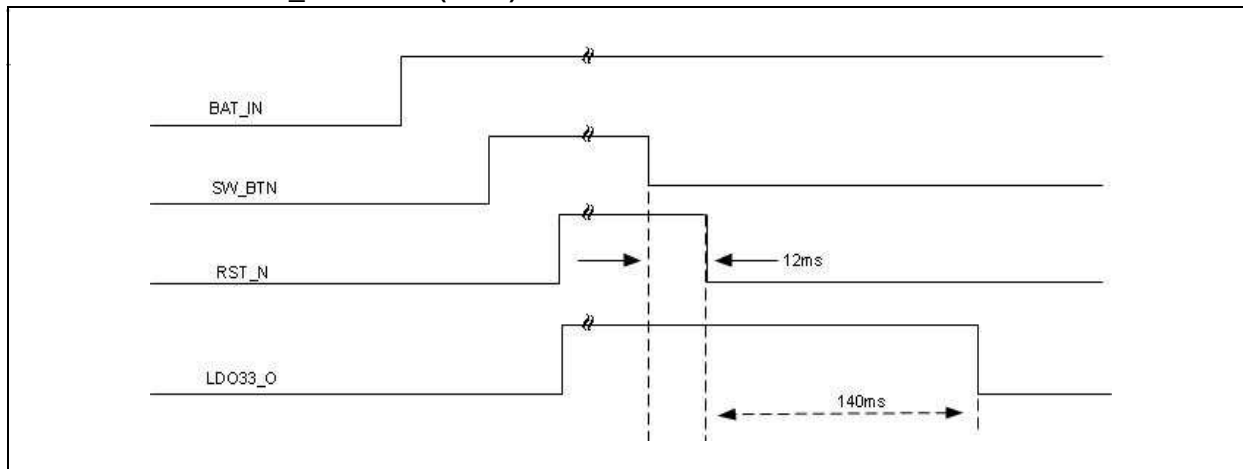 BAT_IN
SW_BTN
RST_N
12ms
LDO33_O
140ms